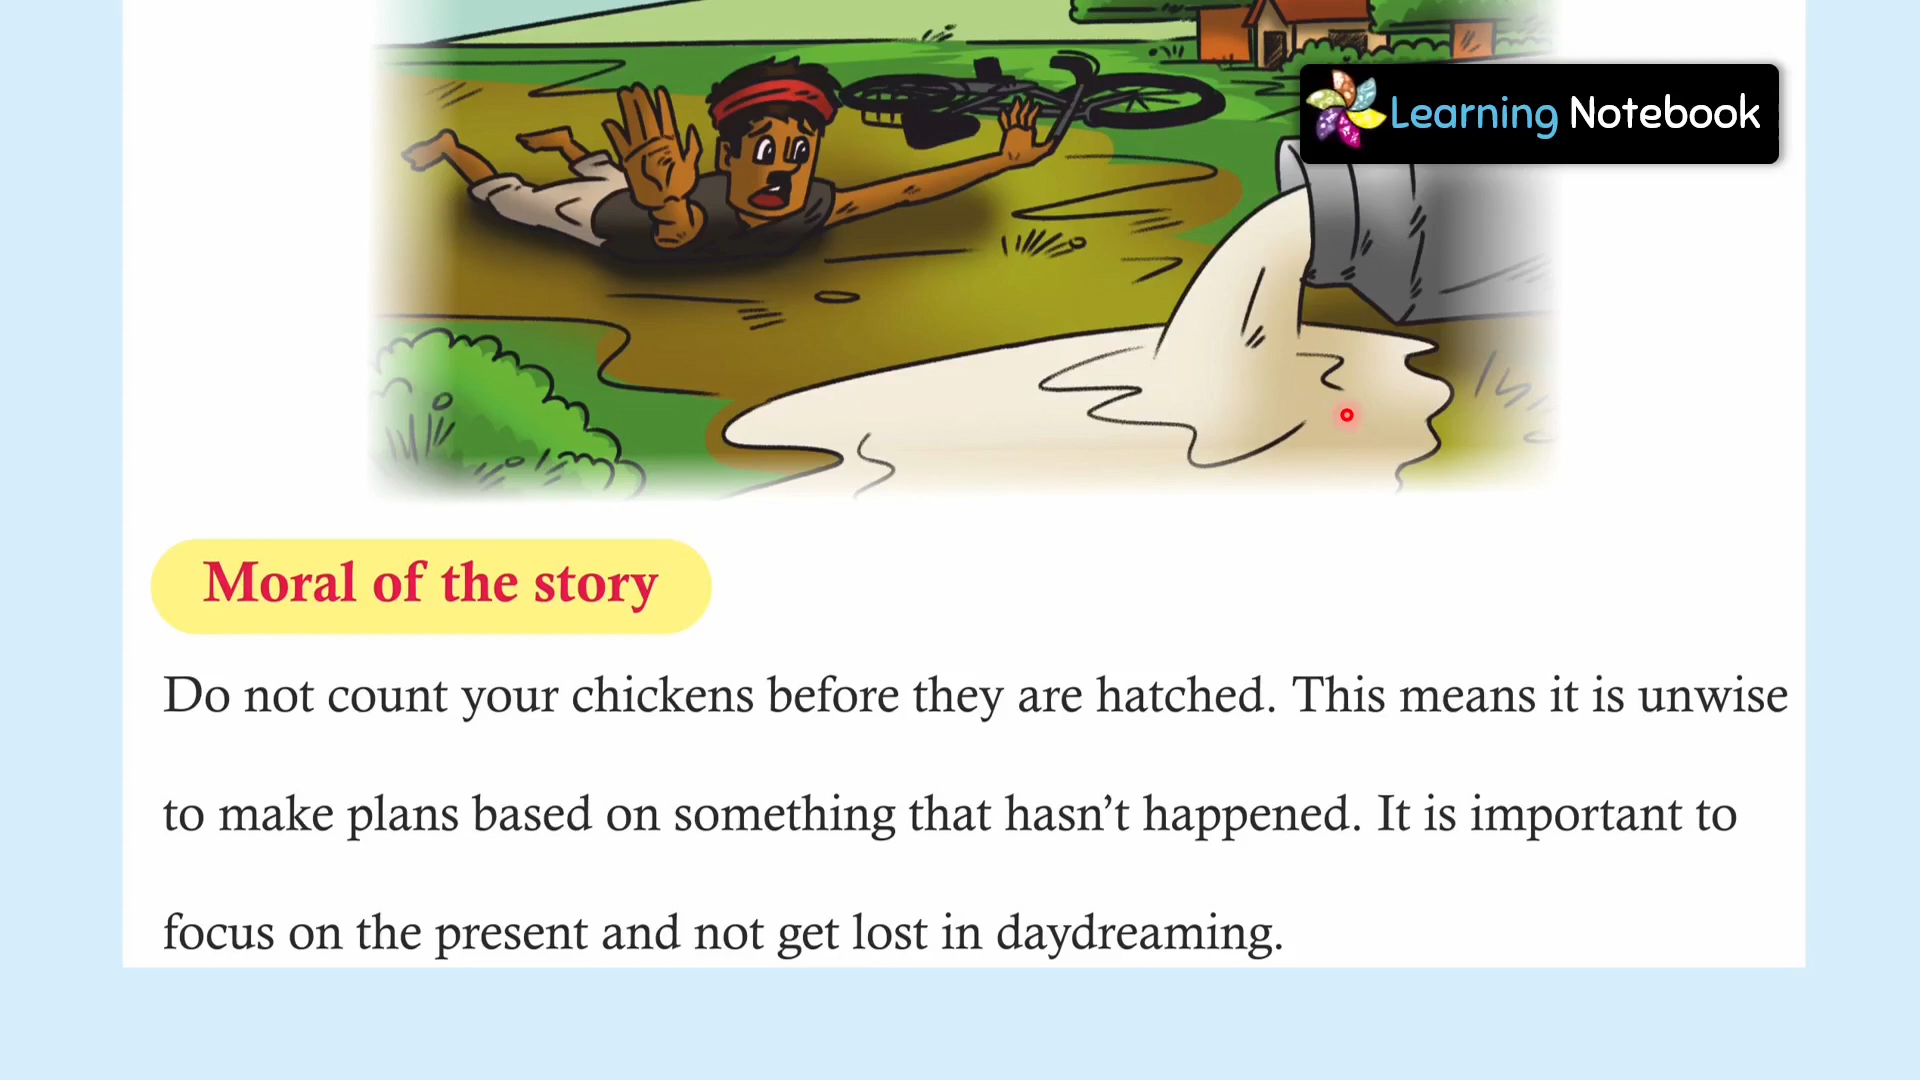 Learning Notebook
Moral of the story
Do not count your chickens before they are hatched. This means it is unwise
to make plans based on something that hasn’t happened. It is important to
focus on the present and not get lost in daydreaming.